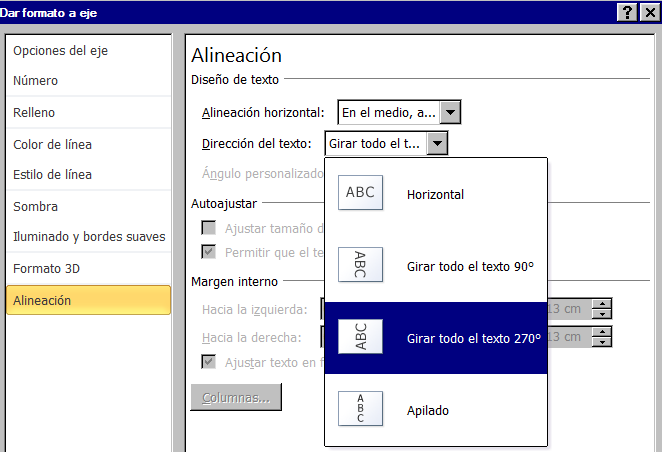 Dar formato a eje
Opciones del eje
Número
Relleno
Color de línea
Estilo de línea
Sombra
Iluminado y bordes suaves
Formato 3D
Alineación
Alineación
Diseño de texto
Alineación horizontal: En el medio, a...
Dirección del texto: Girar todo el t...
Ángulo personalizado
Autoajustar
Ajustar tamaño d
Permitir que el te
Margen interno
Hacia la izquierda: 13 cm
Hacia la derecha: 13 cm
Ajustar texto en f
Columnas...
ABC Horizontal
ABC Girar todo el texto 90º
ABC Girar todo el texto 270º
ABC Apilado